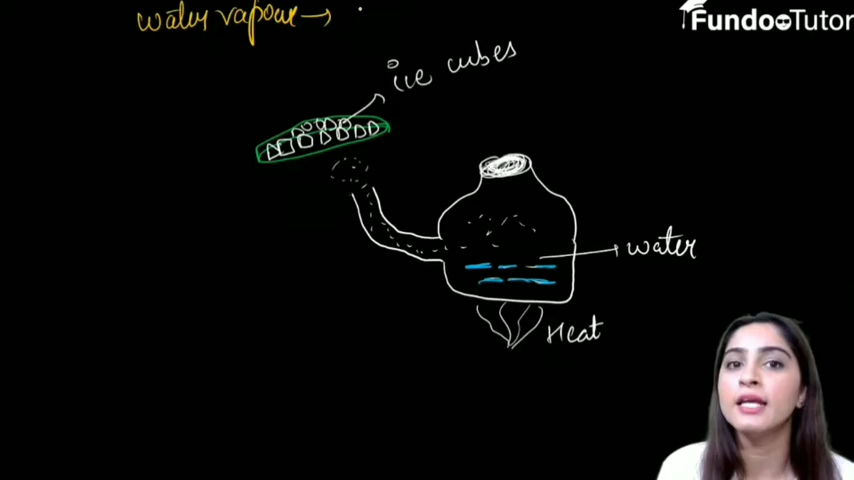 water vapour →
FundooTutor
ice cubes
water
Heat